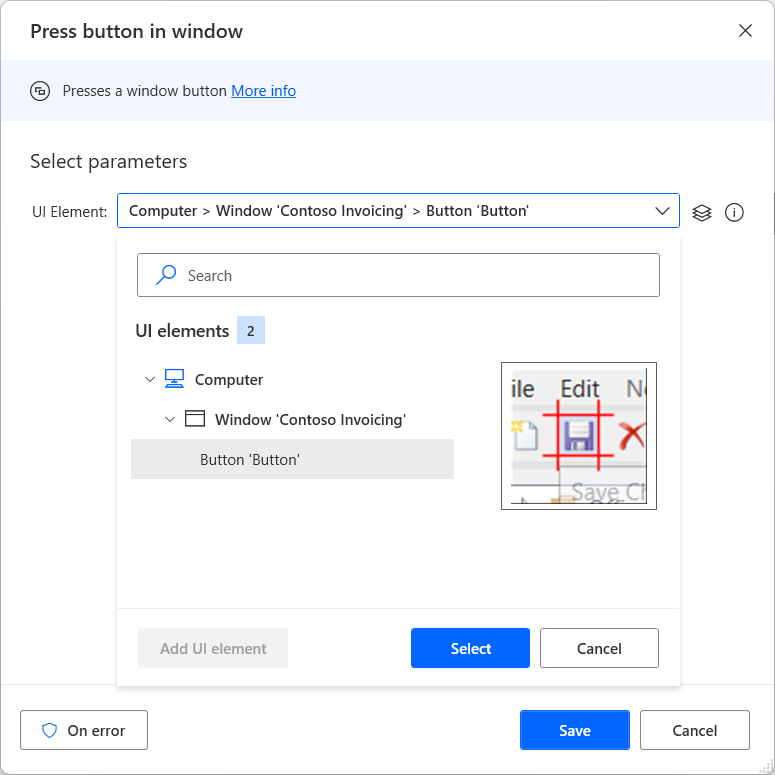 Press button in window
Presses a window button More info
Select parameters
UI Element:
Computer > Window 'Contoso Invoicing' > Button 'Button'
Search
UI elements 2
Computer
Window 'Contoso Invoicing'
Button 'Button'
ile Edit
Save Ch
Add UI element
Select
Cancel
On error
Save
Cancel